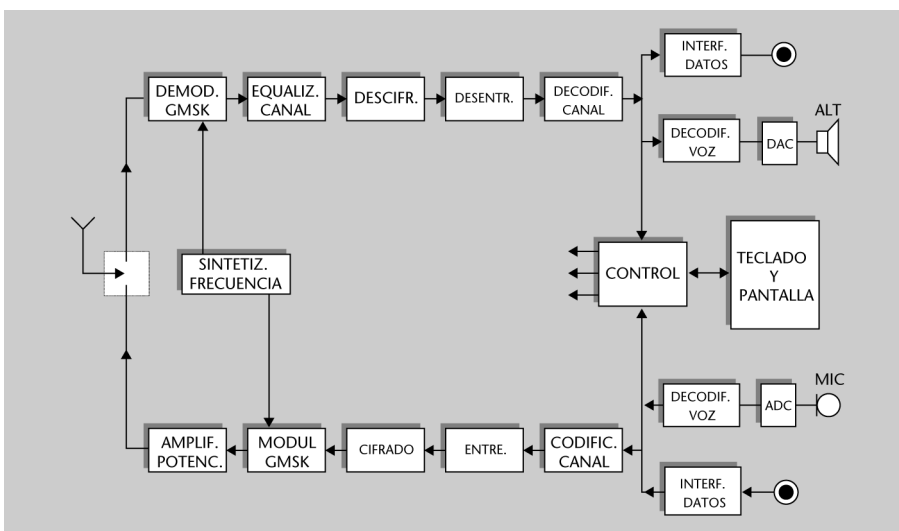 DEMOD.
GMSK
EQUALIZ.
CANAL
DESCIFR.
DESENTR.
DECODIF.
CANAL
INTERF.
DATOS
DECODIF.
VOZ
DAC
ALT
SINTETIZ.
FRECUENCIA
CONTROL
TECLADO
Y
PANTALLA
AMPLIF.
POTENC.
MODUL
GMSK
CIFRADO
ENTRE.
CODIFIC.
CANAL
DECODIF.
VOZ
ADC
MIC
INTERF.
DATOS